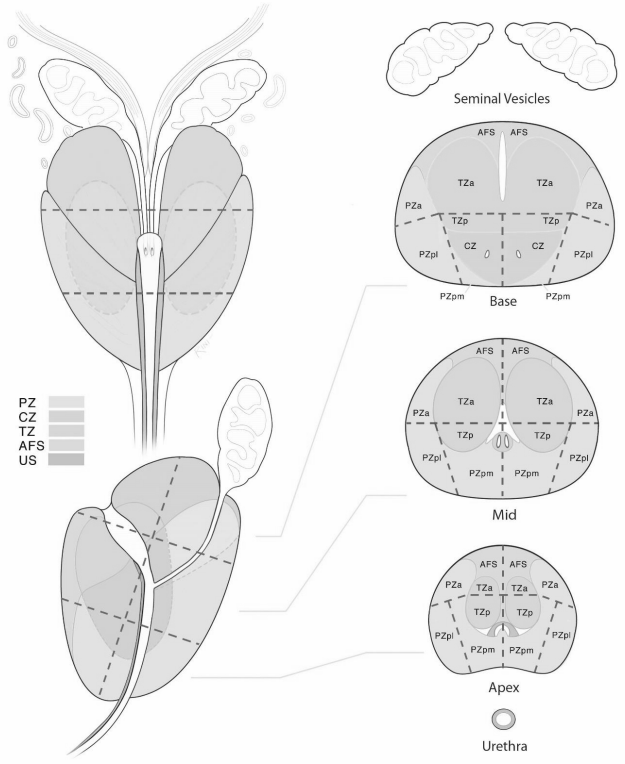 Seminal Vesicles
AFS AFS
TZa TZa
PZa PZa
TZp TZp
CZ CZ
PZpl PZpl
PZpm PZpm
Base
AFS AFS
TZa TZa
PZa PZa
TZp TZp
PZpl PZpl
PZpm PZpm
Mid
PZ
CZ
TZ
AFS
US
AFS
PZa TZa TZa PZa
TZp TZp
PZpl PZpl
PZpm PZpm
Apex
Urethra